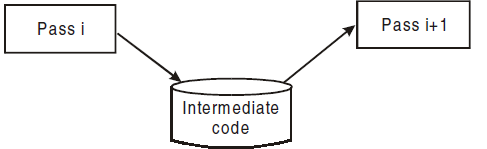 Pass i
Pass i+1
Intermediate
code